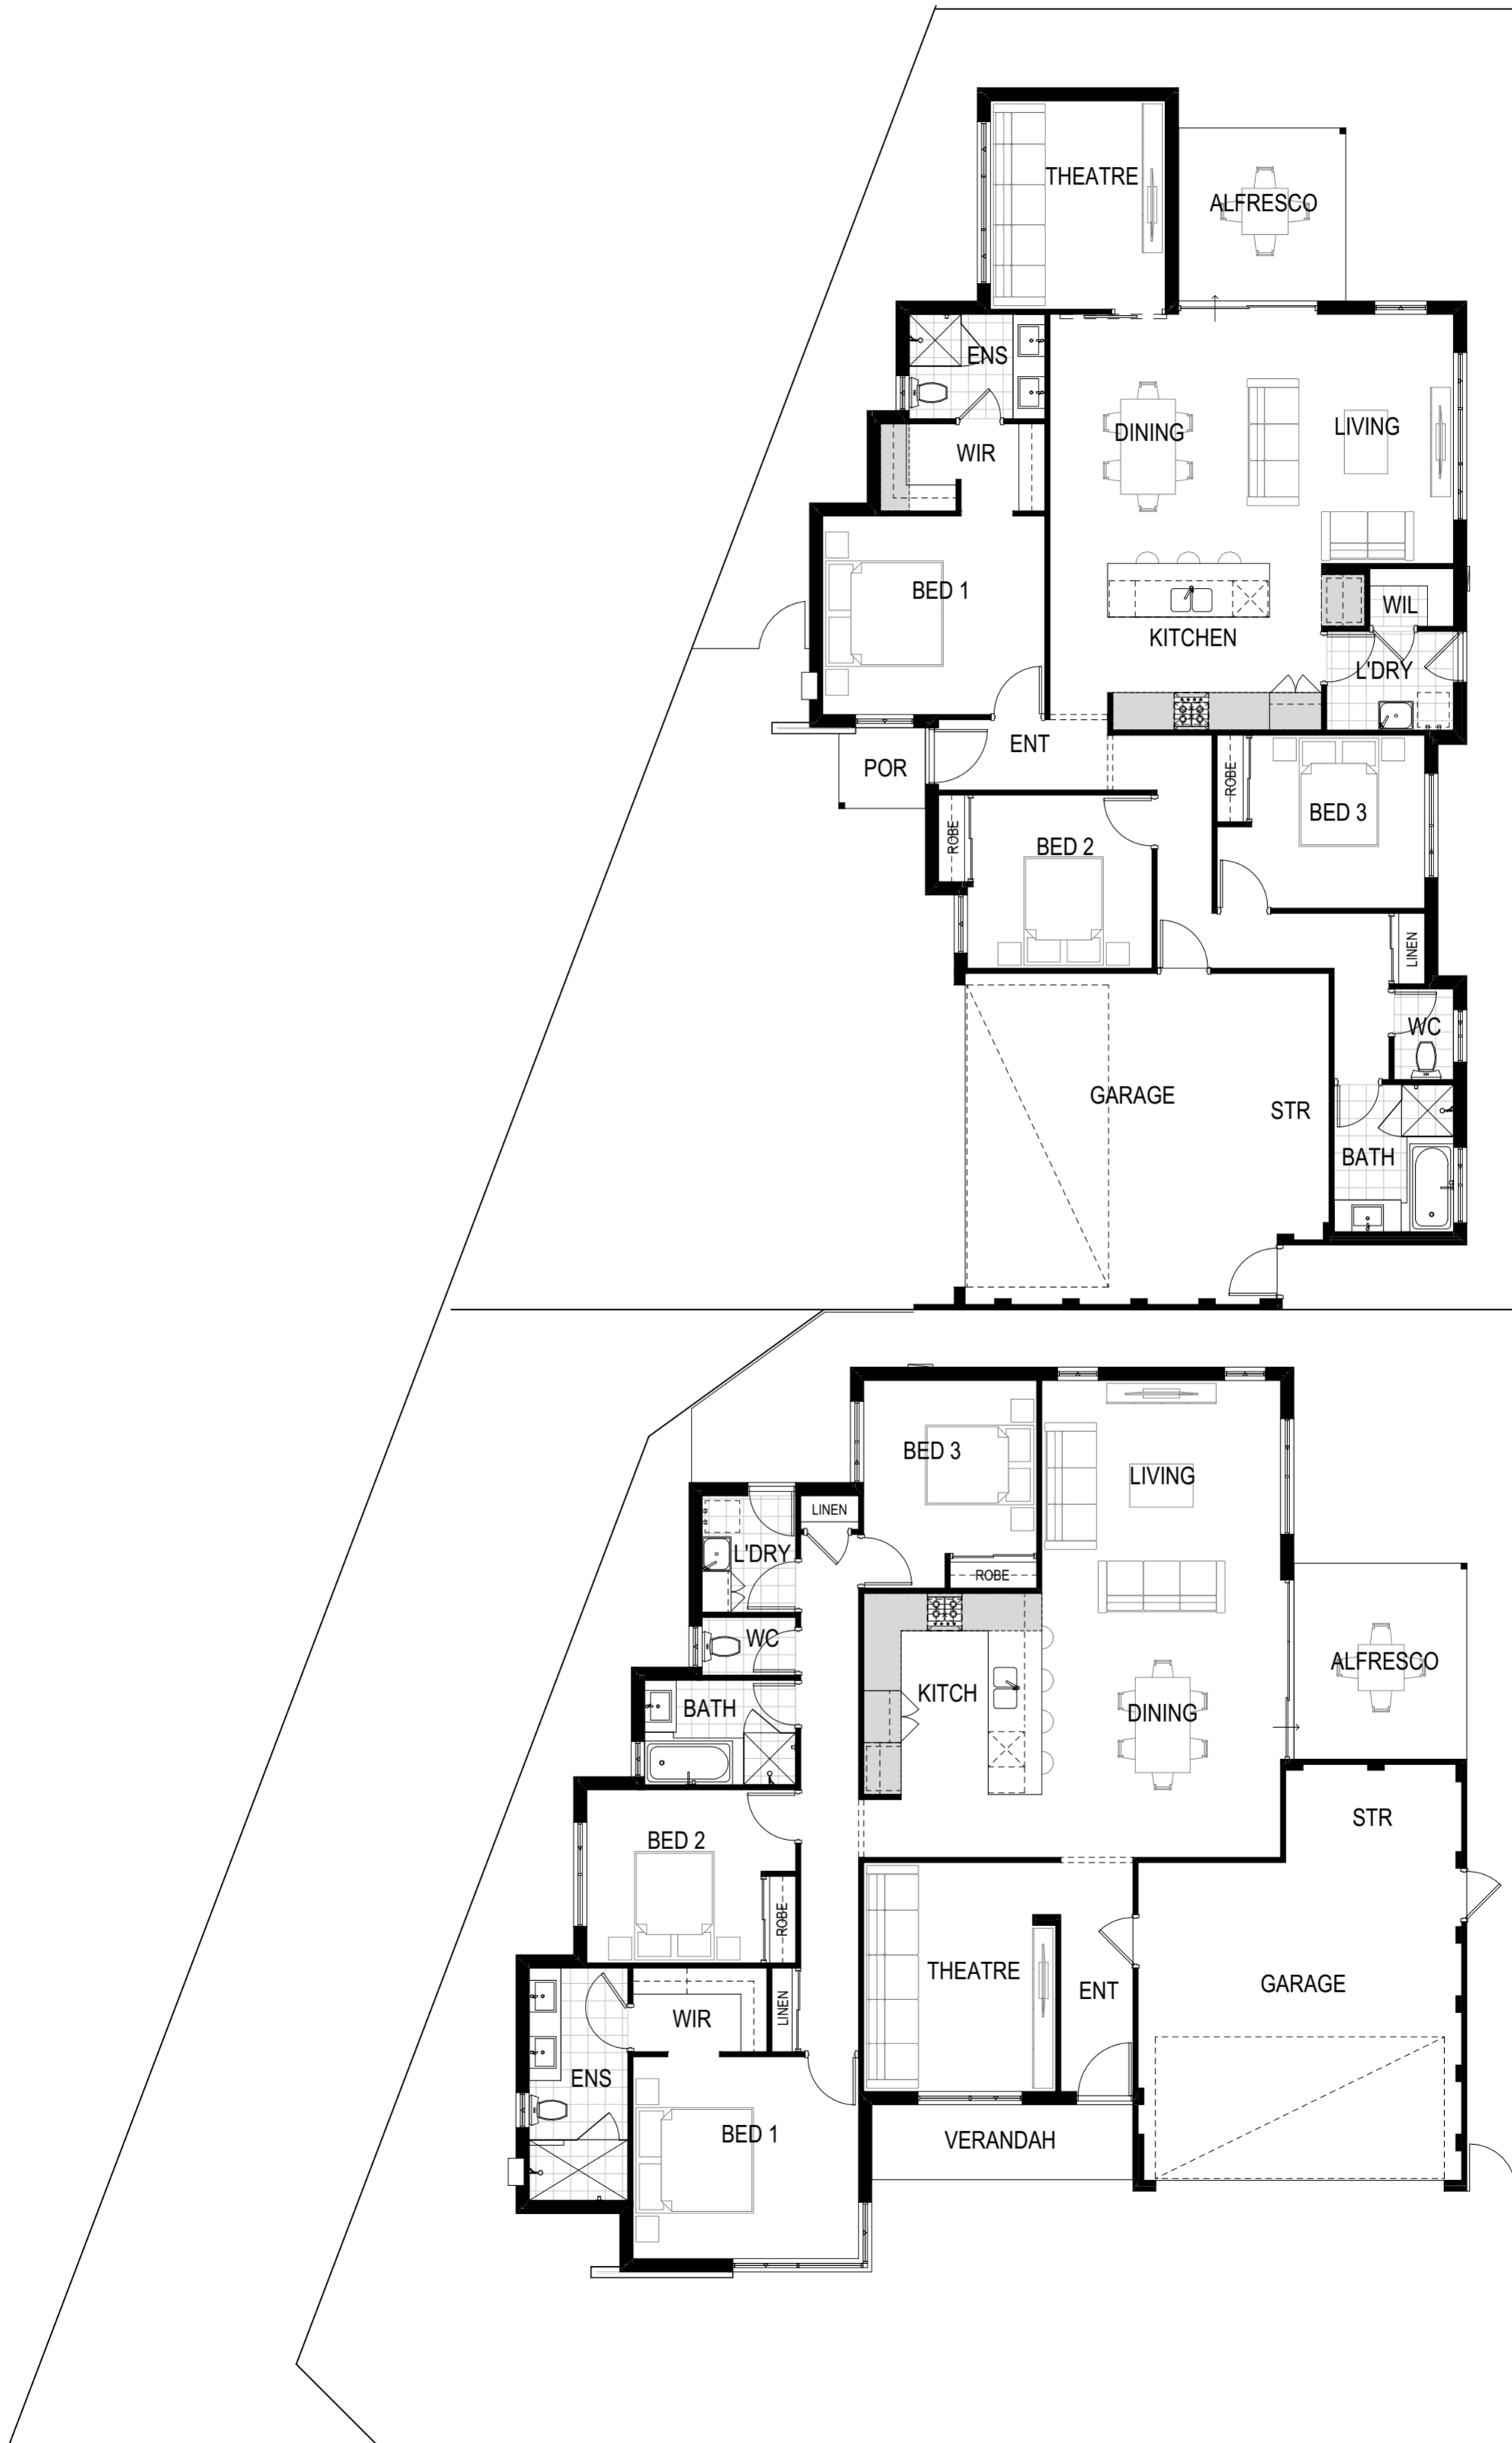 THEATRE
ALFRESCO
ENS
DINING
LIVING
WIR
BED 1
WIL
KITCHEN
L'DRY
ENT
POR
ROBE
BED 3
ROBE
BED 2
LINEN
WC
GARAGE
STR
BATH
BED 3
LIVING
LINEN
L'DRY
ROBE
WC
ALFRESCO
KITCH
BATH
DINING
STR
BED 2
ROBE
THEATRE
GARAGE
ENT
LINEN
WIR
ENS
BED 1
VERANDAH